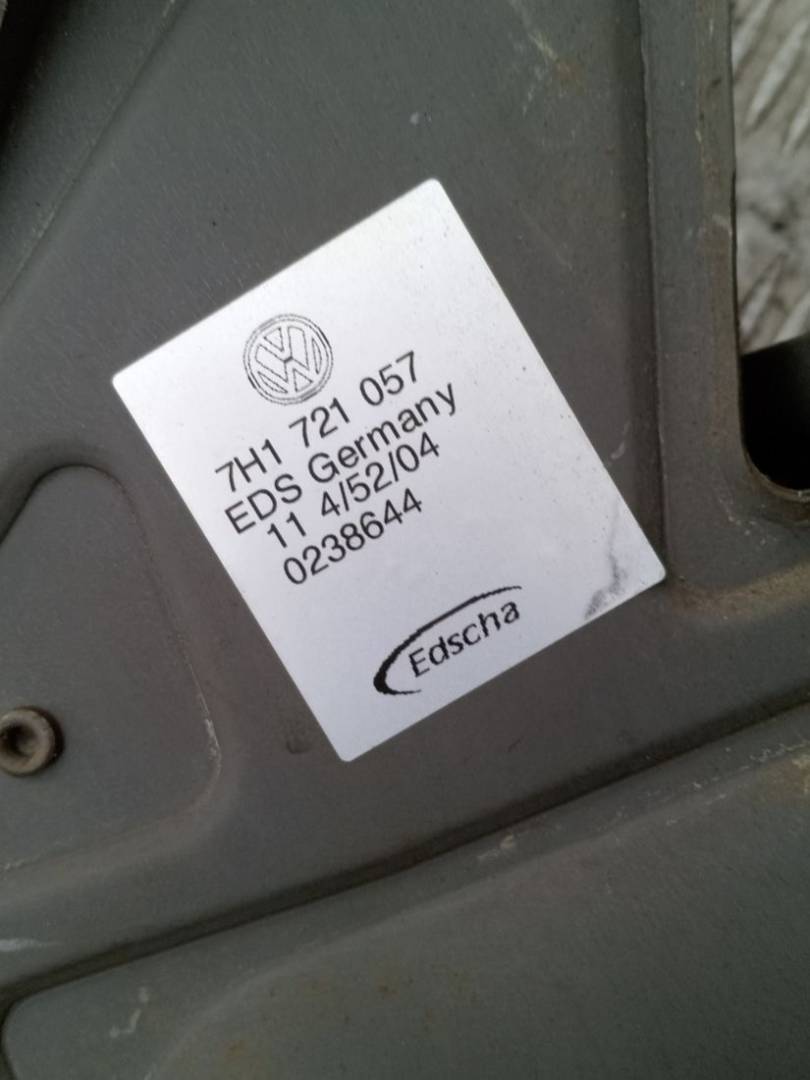 7H1 721 057
EDS Germany
11 4/52/04
0238644
Edscha